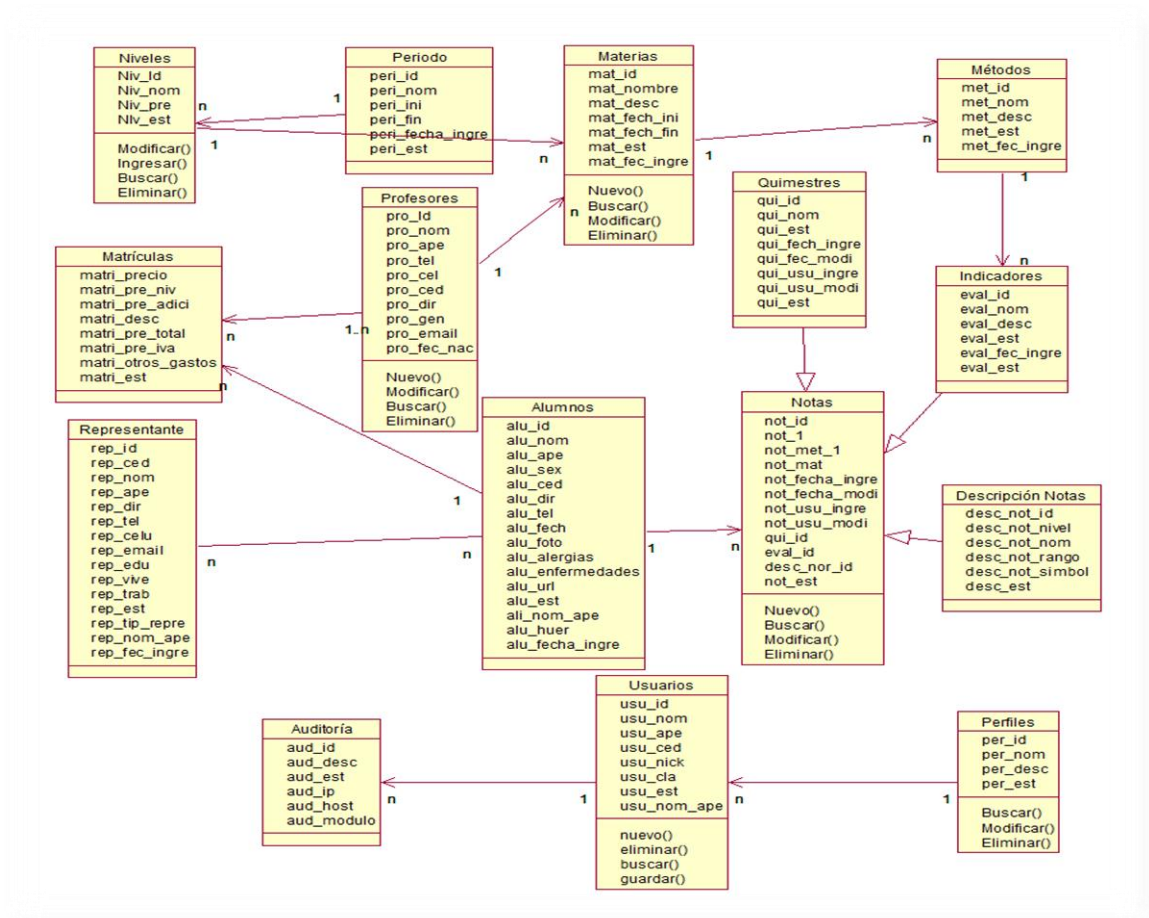 Niveles
Niv_Id
Niv_nom
Niv_pre
NIv_est
Modificar()
Ingresar()
Buscar()
Eliminar()
n
1
1
Periodo
peri_id
peri_nom
peri_ini
peri_fin
peri_fecha_ingre
peri_est
Materias
mat_id
mat_nombre
mat_desc
mat_fech_ini
mat_fech_fin
mat_est
mat_fec_ingre
Nuevo()
Buscar()
Modificar()
Eliminar()
n
n
1
n
Métodos
met_id
met_nom
met_desc
met_est
met_fec_ingre
1
n
Profesores
pro_Id
pro_nom
pro_ape
pro_tel
pro_cel
pro_ced
pro_dir
pro_gen
pro_email
pro_fec_nac
Nuevo()
Modificar()
Buscar()
Eliminar()
1
1..n
Quimestres
qui_id
qui_nom
qui_est
qui_fech_ingre
qui_fec_modi
qui_usu_ingre
qui_usu_modi
qui_est
Indicadores
eval_id
eval_nom
eval_desc
eval_est
eval_fec_ingre
eval_est
Matrículas
matri_precio
matri_pre_niv
matri_pre_adici
matri_desc
matri_pre_total
matri_pre_iva
matri_otros_gastos
matri_est
n
n
Representante
rep_id
rep_ced
rep_nom
rep_ape
rep_dir
rep_tel
rep_celu
rep_email
rep_edu
rep_vive
rep_trab
rep_est
rep_tip_repre
rep_nom_ape
rep_fec_ingre
n
1
n
Alumnos
alu_id
alu_nom
alu_ape
alu_sex
alu_ced
alu_dir
alu_tel
alu_fech
alu_foto
alu_alergias
alu_enfermedades
alu_url
alu_est
ali_nom_ape
alu_huer
alu_fecha_ingre
1
n
Notas
not_id
not_1
not_met_1
not_mat
not_fecha_ingre
not_fecha_modi
not_usu_ingre
not_usu_modi
qui_id
eval_id
desc_nor_id
not_est
Nuevo()
Buscar()
Modificar()
Eliminar()
Descripción Notas
desc_not_id
desc_not_nivel
desc_not_nom
desc_not_rango
desc_not_simbol
desc_est
Auditoría
aud_id
aud_desc
aud_est
aud_ip
aud_host
aud_modulo
n
1
Usuarios
usu_id
usu_nom
usu_ape
usu_ced
usu_nick
usu_cla
usu_est
usu_nom_ape
nuevo()
eliminar()
buscar()
guardar()
n
1
Perfiles
per_id
per_nom
per_desc
per_est
Buscar()
Modificar()
Eliminar()